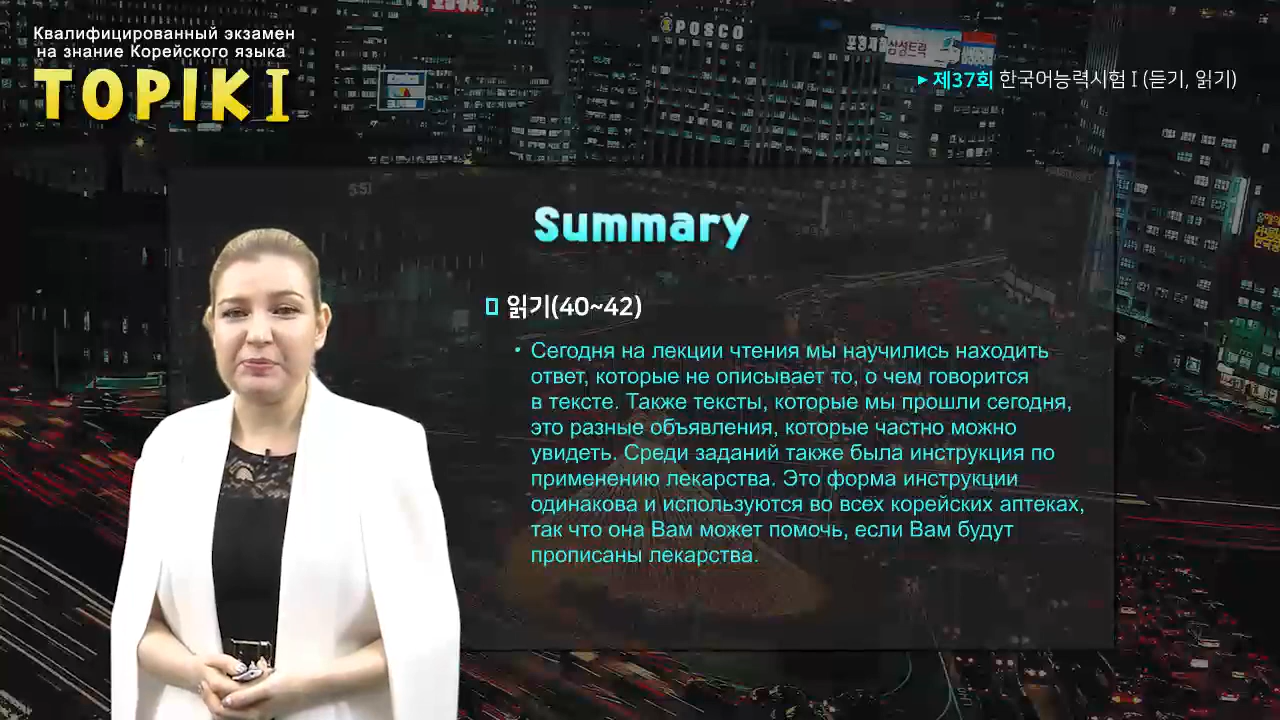 Квалифицированный экзамен
на знание Корейского языка
TOPIK I
POSCO
삼성트럭
▶제37회 한국어능력시험 I (듣기, 읽기)
Summary
읽기(40~42)
• Сегодня на лекции чтения мы научились находить
ответ, которые не описывает то, о чем говорится
в тексте. Также тексты, которые мы прошли сегодня,
это разные объявления, которые частно можно
увидеть. Среди заданий также была инструкция по
применению лекарства. Это форма инструкции
одинакова и используются во всех корейских аптеках,
так что она Вам может помочь, если Вам будут
прописаны лекарства.